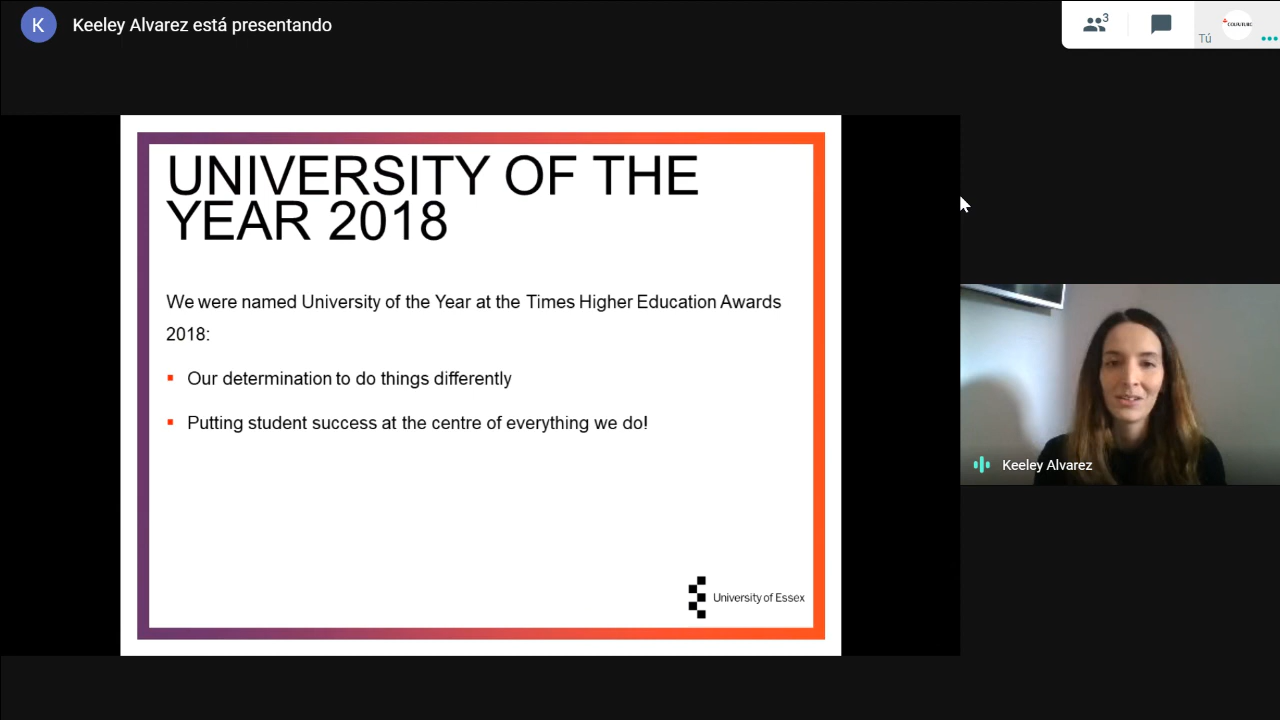 K
Keeley Alvarez está presentando
3
Tú
UNIVERSITY OF THE
YEAR 2018
We were named University of the Year at the Times Higher Education Awards
2018:
Our determination to do things differently
Putting student success at the centre of everything we do!
University of Essex
Keeley Alvarez